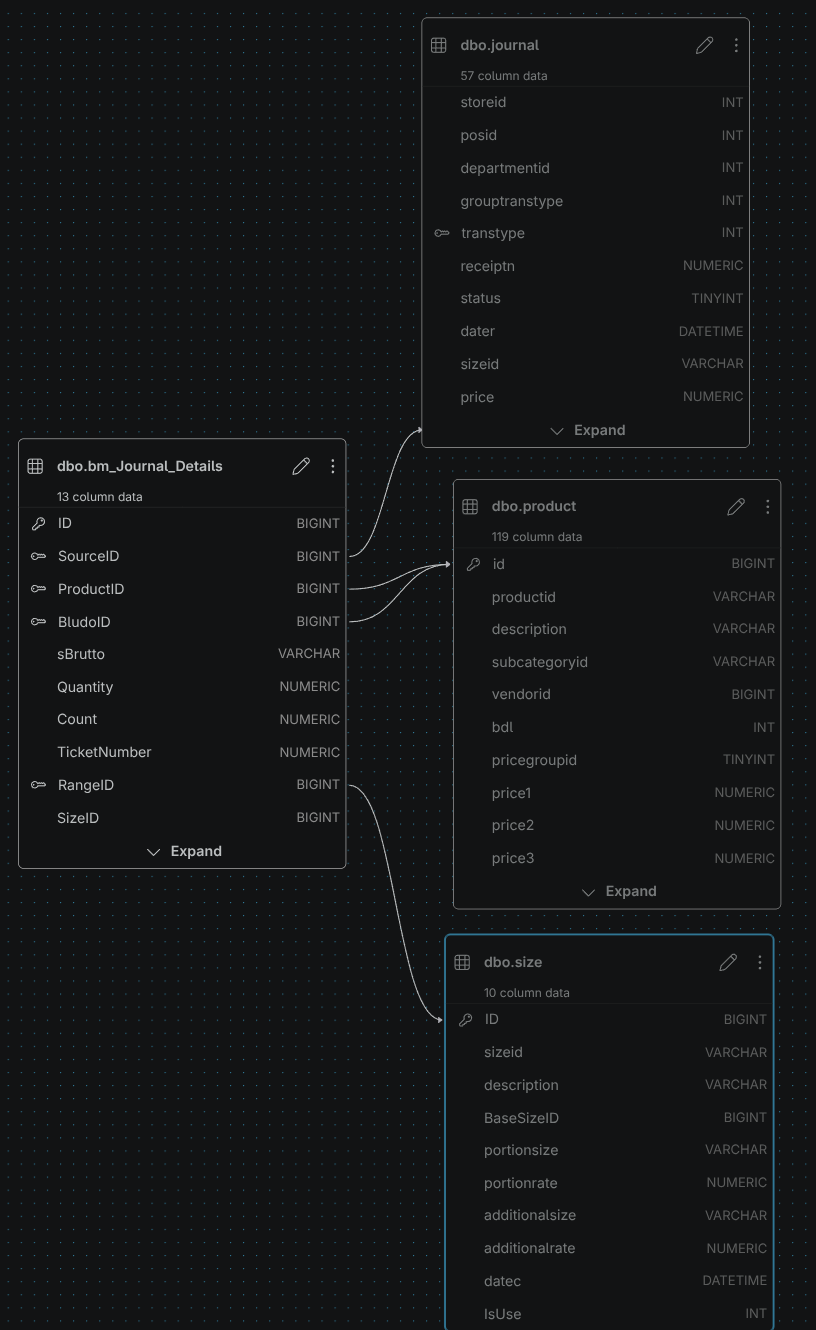 dbo.journal
57 column data
storeid INT
posid INT
departmentid INT
grouptranstype INT
transtype INT
receiptn NUMERIC
status TINYINT
dater DATETIME
sizeid VARCHAR
price NUMERIC
Expand
dbo.bm_Journal_Details
13 column data
ID BIGINT
SourceID BIGINT
ProductID BIGINT
BludoID BIGINT
sBrutto VARCHAR
Quantity NUMERIC
Count NUMERIC
TicketNumber NUMERIC
RangeID BIGINT
SizeID BIGINT
Expand
dbo.product
119 column data
id BIGINT
productid VARCHAR
description VARCHAR
subcategoryid VARCHAR
vendorid BIGINT
bdl INT
pricegroupid TINYINT
price1 NUMERIC
price2 NUMERIC
price3 NUMERIC
Expand
dbo.size
10 column data
ID BIGINT
sizeid VARCHAR
description VARCHAR
BaseSizeID BIGINT
portionsize VARCHAR
portionrate NUMERIC
additionalsize VARCHAR
additionalrate NUMERIC
datec DATETIME
IsUse INT